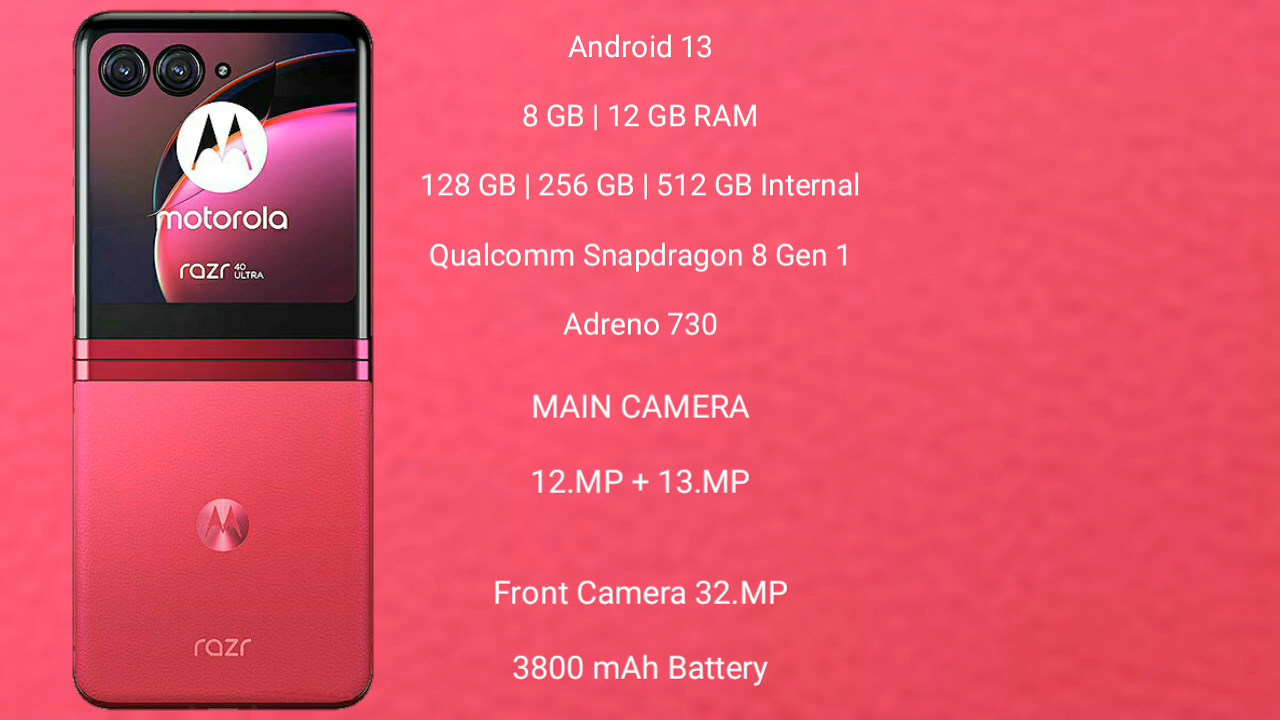 motorola
razr 40 ULTRA
razr
Android 13
8 GB | 12 GB RAM
128 GB | 256 GB | 512 GB Internal
Qualcomm Snapdragon 8 Gen 1
Adreno 730
MAIN CAMERA
12.MP + 13.MP
Front Camera 32.MP
3800 mAh Battery